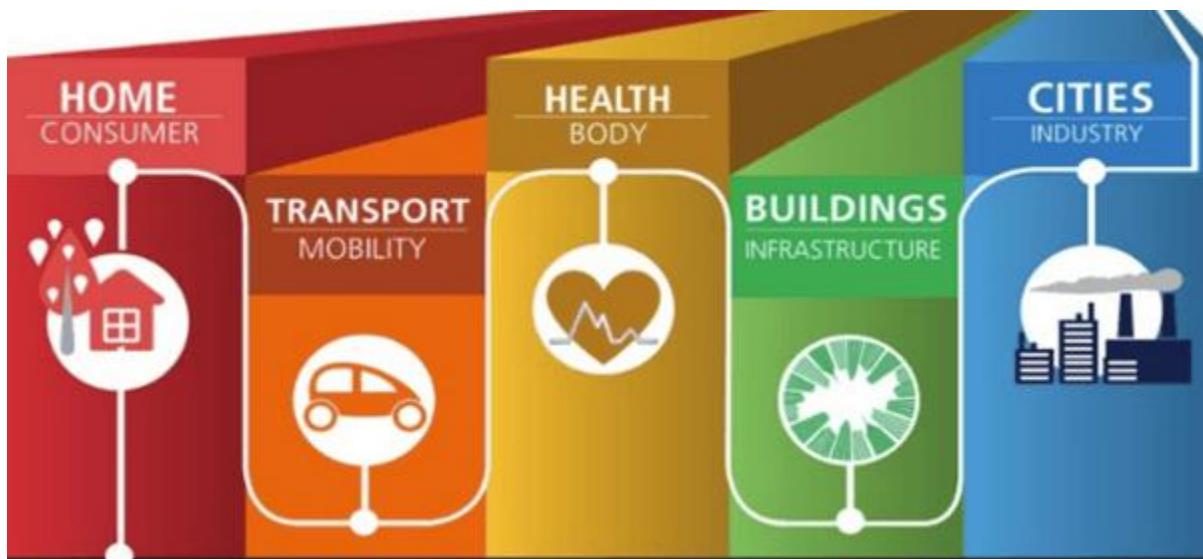 HOME
CONSUMER
TRANSPORT
MOBILITY
HEALTH
BODY
BUILDINGS
INFRASTRUCTURE
CITIES
INDUSTRY